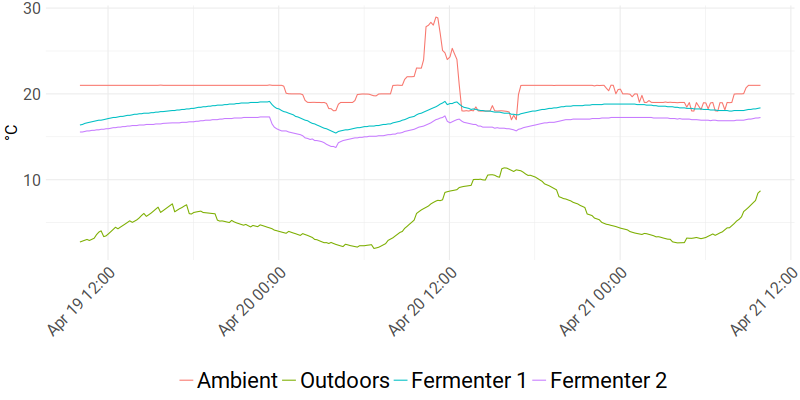 30
20
10
°C
Apr 19 12:00
Apr 20 00:00
Apr 20 12:00
Apr 21 00:00
Apr 21 12:00
Ambient Outdoors Fermenter 1 Fermenter 2